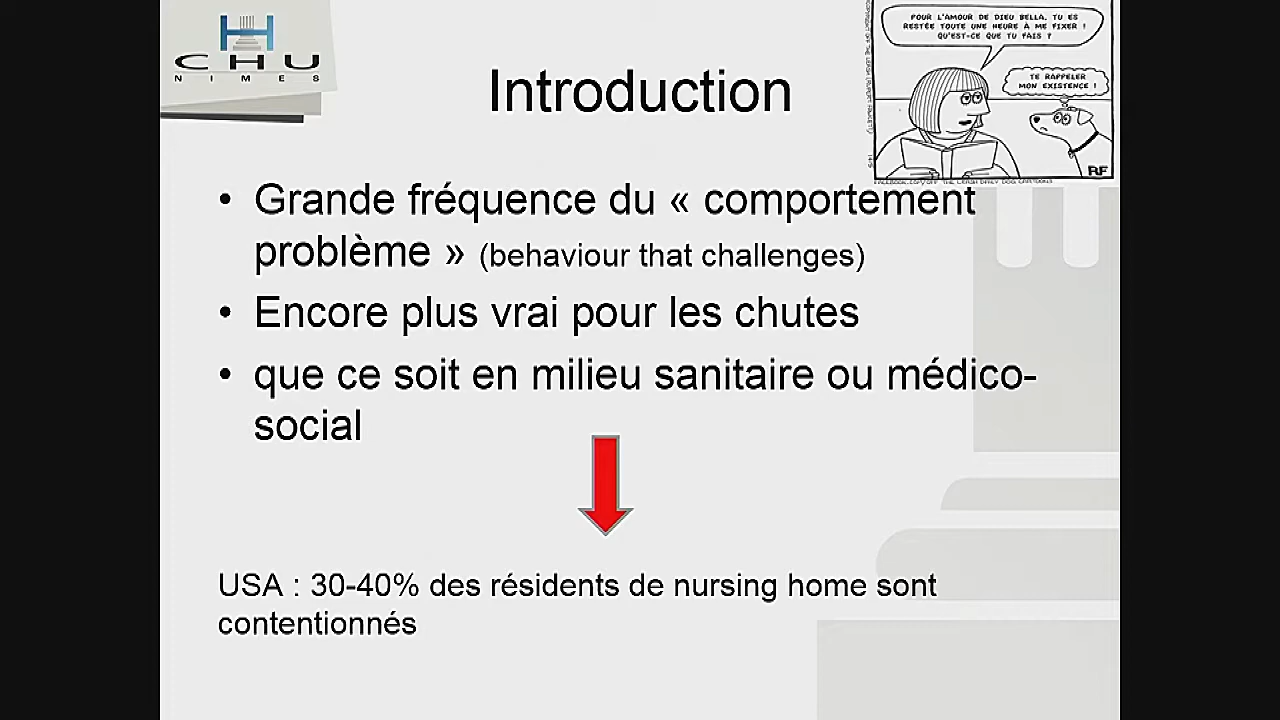 CHU
NIMES
POUR L'AMOUR DE DIEU BELLA, TU ES
RESTÉE TOUTE UNE HEURE À ME FIXER !
QU'EST-CE QUE TU FAIS ?
TE RAPPELER
MON EXISTENCE !
RF
Introduction
• Grande fréquence du « comportement
problème » (behaviour that challenges)
• Encore plus vrai pour les chutes
• que ce soit en milieu sanitaire ou médico-
social
USA : 30-40% des résidents de nursing home sont
contentionnés